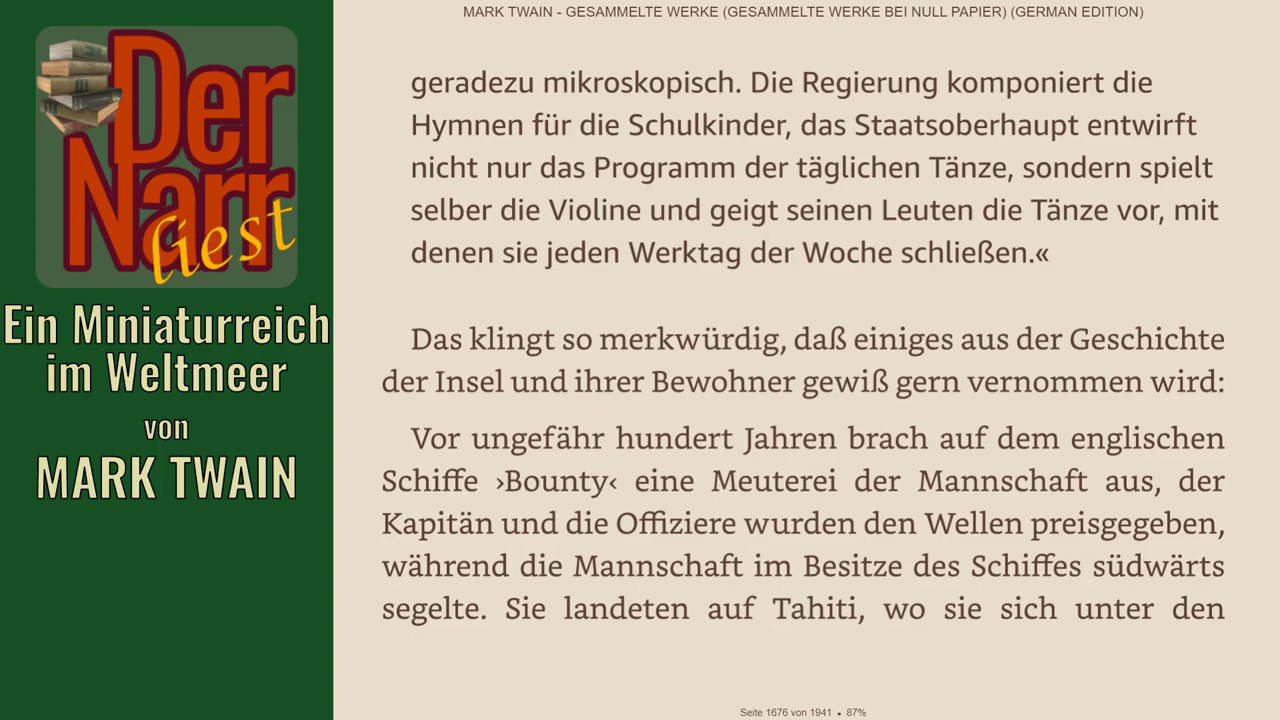 MARK TWAIN - GESAMMELTE WERKE (GESAMMELTE WERKE BEI NULL PAPIER) (GERMAN EDITION)
Der
Narr
liest
Ein Miniaturreich
im Weltmeer
von
MARK TWAIN
geradezu mikroskopisch. Die Regierung komponiert die
Hymnen für die Schulkinder, das Staatsoberhaupt entwirft
nicht nur das Programm der täglichen Tänze, sondern spielt
selber die Violine und geigt seinen Leuten die Tänze vor, mit
denen sie jeden Werktag der Woche schließen.«
Das klingt so merkwürdig, daß einiges aus der Geschichte
der Insel und ihrer Bewohner gewiß gern vernommen wird:
Vor ungefähr hundert Jahren brach auf dem englischen
Schiffe ›Bounty‹ eine Meuterei der Mannschaft aus, der
Kapitän und die Offiziere wurden den Wellen preisgegeben,
während die Mannschaft im Besitze des Schiffes südwärts
segelte. Sie landeten auf Tahiti, wo sie sich unter den
Seite 1676 von 1941 • 87%